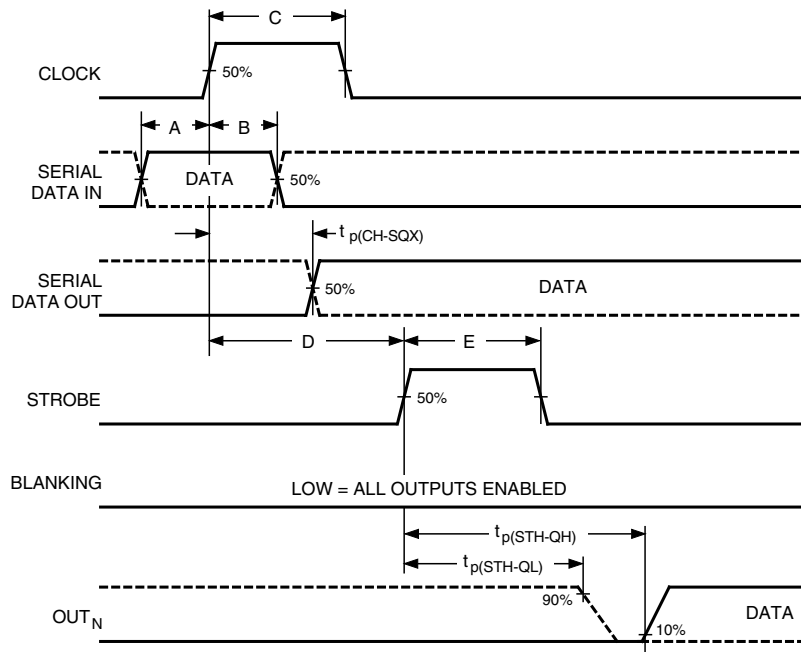 C
CLOCK
50%
A
B
SERIAL
DATA IN
DATA
50%
t p(CH-SQX)
SERIAL
DATA OUT
50%
DATA
D
E
STROBE
50%
BLANKING
LOW = ALL OUTPUTS ENABLED
t p(STH-QH)
t p(STH-QL)
90%
OUT N
DATA
10%